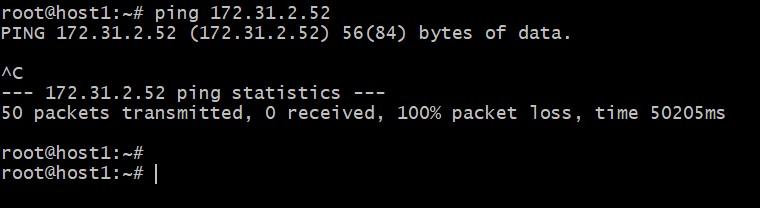 root@host1:~# ping 172.31.2.52
PING 172.31.2.52 (172.31.2.52) 56(84) bytes of data.
^C
--- 172.31.2.52 ping statistics ---
50 packets transmitted, 0 received, 100% packet loss, time 50205ms
root@host1:~#
root@host1:~#